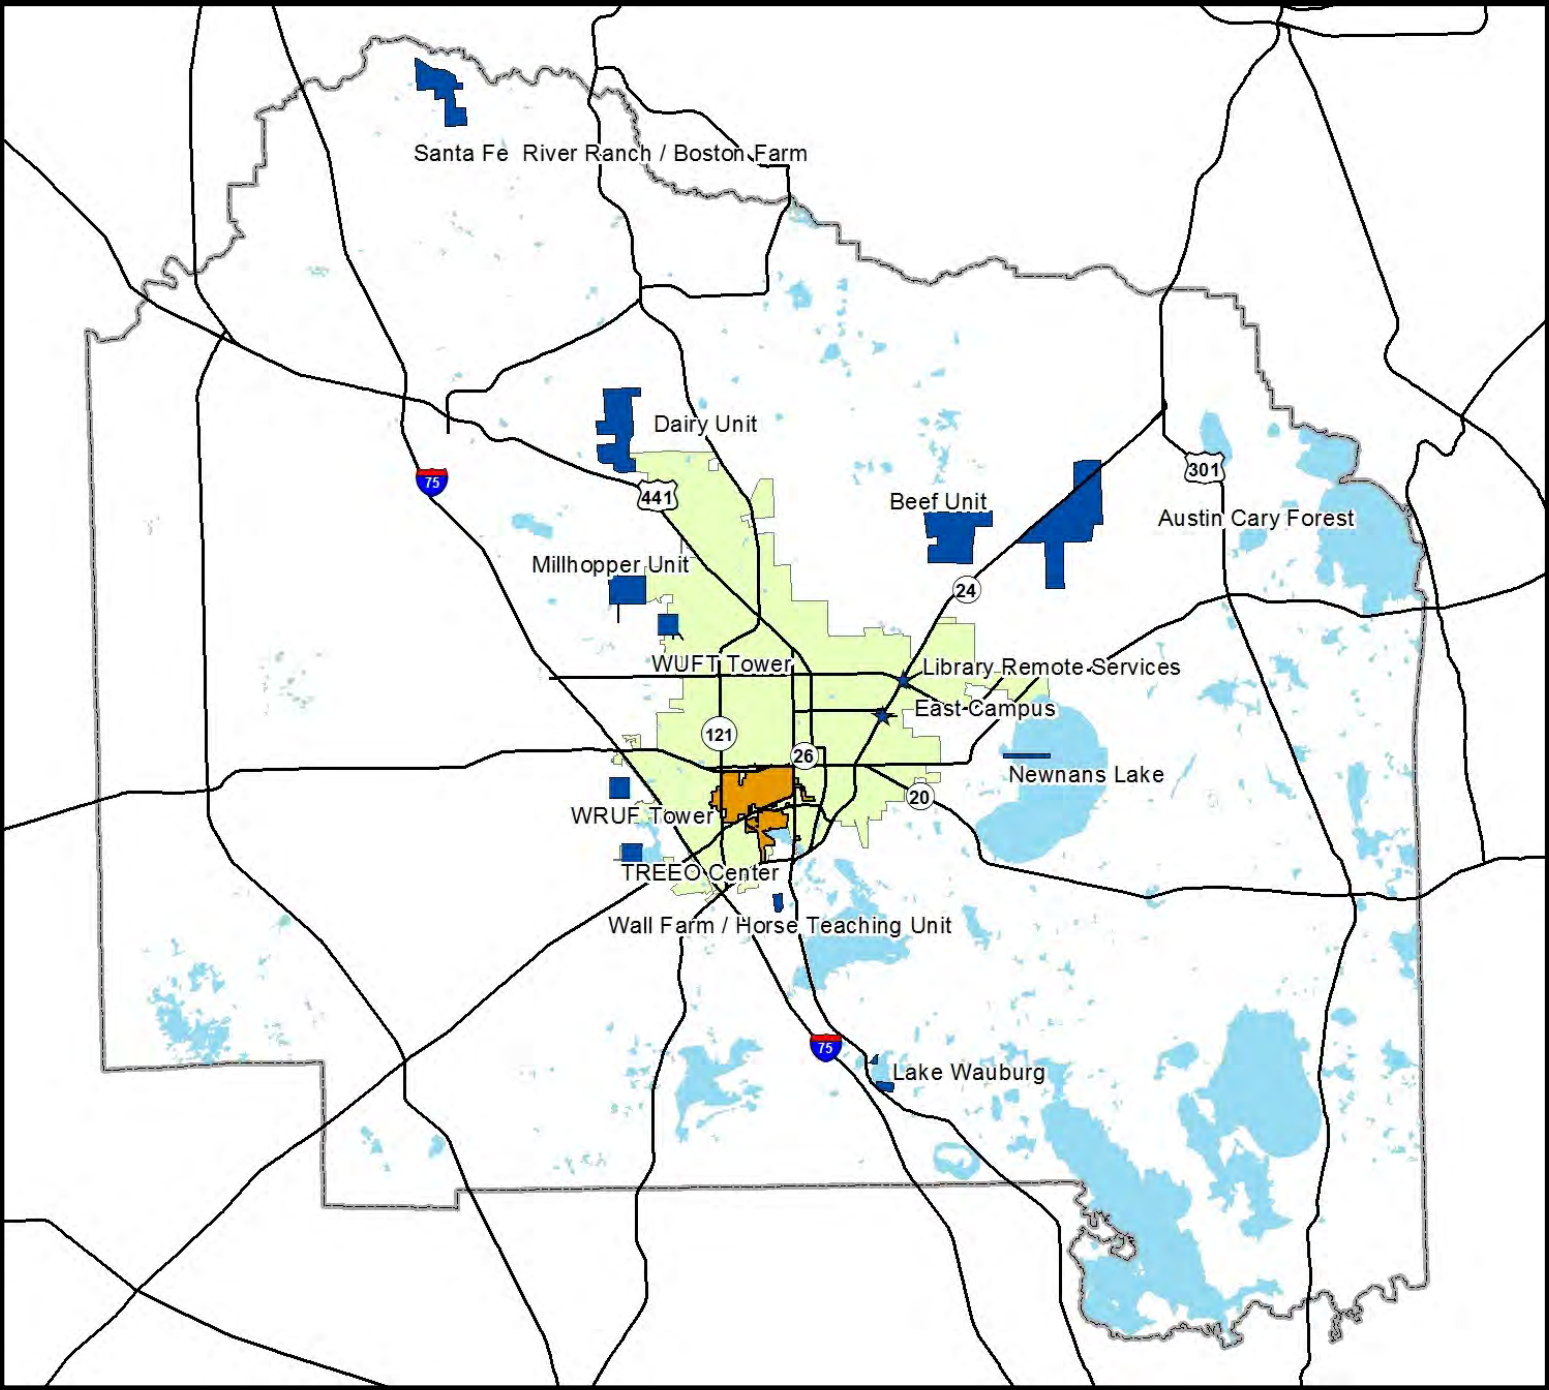 Santa Fe River Ranch / Boston Farm
Dairy Unit
75
441
301
Beef Unit
Austin Cary Forest
Millhopper Unit
24
WUFT Tower
Library Remote Services
East Campus
121
26
Newnans Lake
20
WRUF Tower
TREEO Center
Wall Farm / Horse Teaching Unit
75
Lake Wauburg